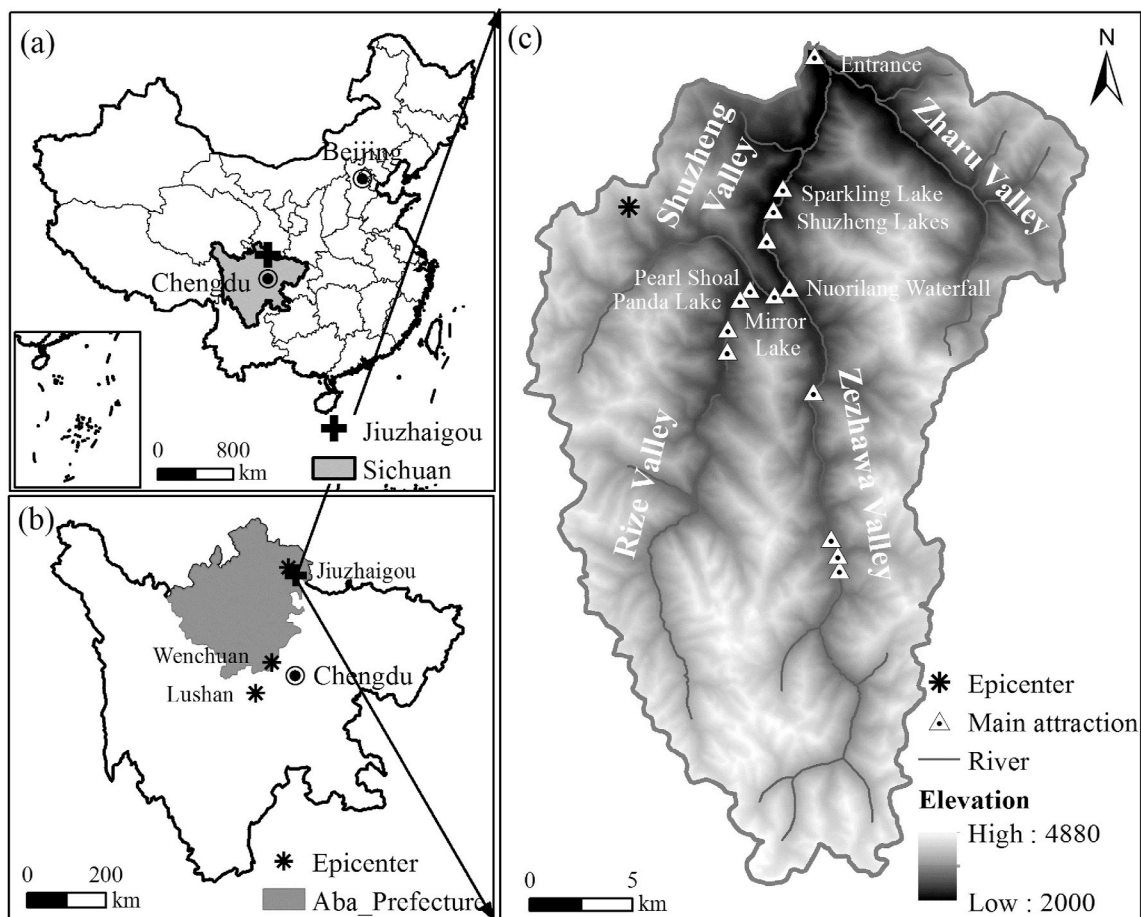 (a)
Beijing
Chengdu
Jiuzhaigou
Sichuan
0 800
km
(b)
Jiuzhaigou
Wenchuan
Chengdu
Lushan
Epicenter
Aba_Prefecture
0 200
km
(c)
N
Entrance
Shuzheng
Valley
Zharu Valley
Sparkling Lake
Shuzheng Lakes
Pearl Shoal
Nuorilang Waterfall
Panda Lake
Mirror
Lake
Rize Valley
Zezhawa Valley
Epicenter
Main attraction
River
Elevation
High : 4880
Low : 2000
0 5
km